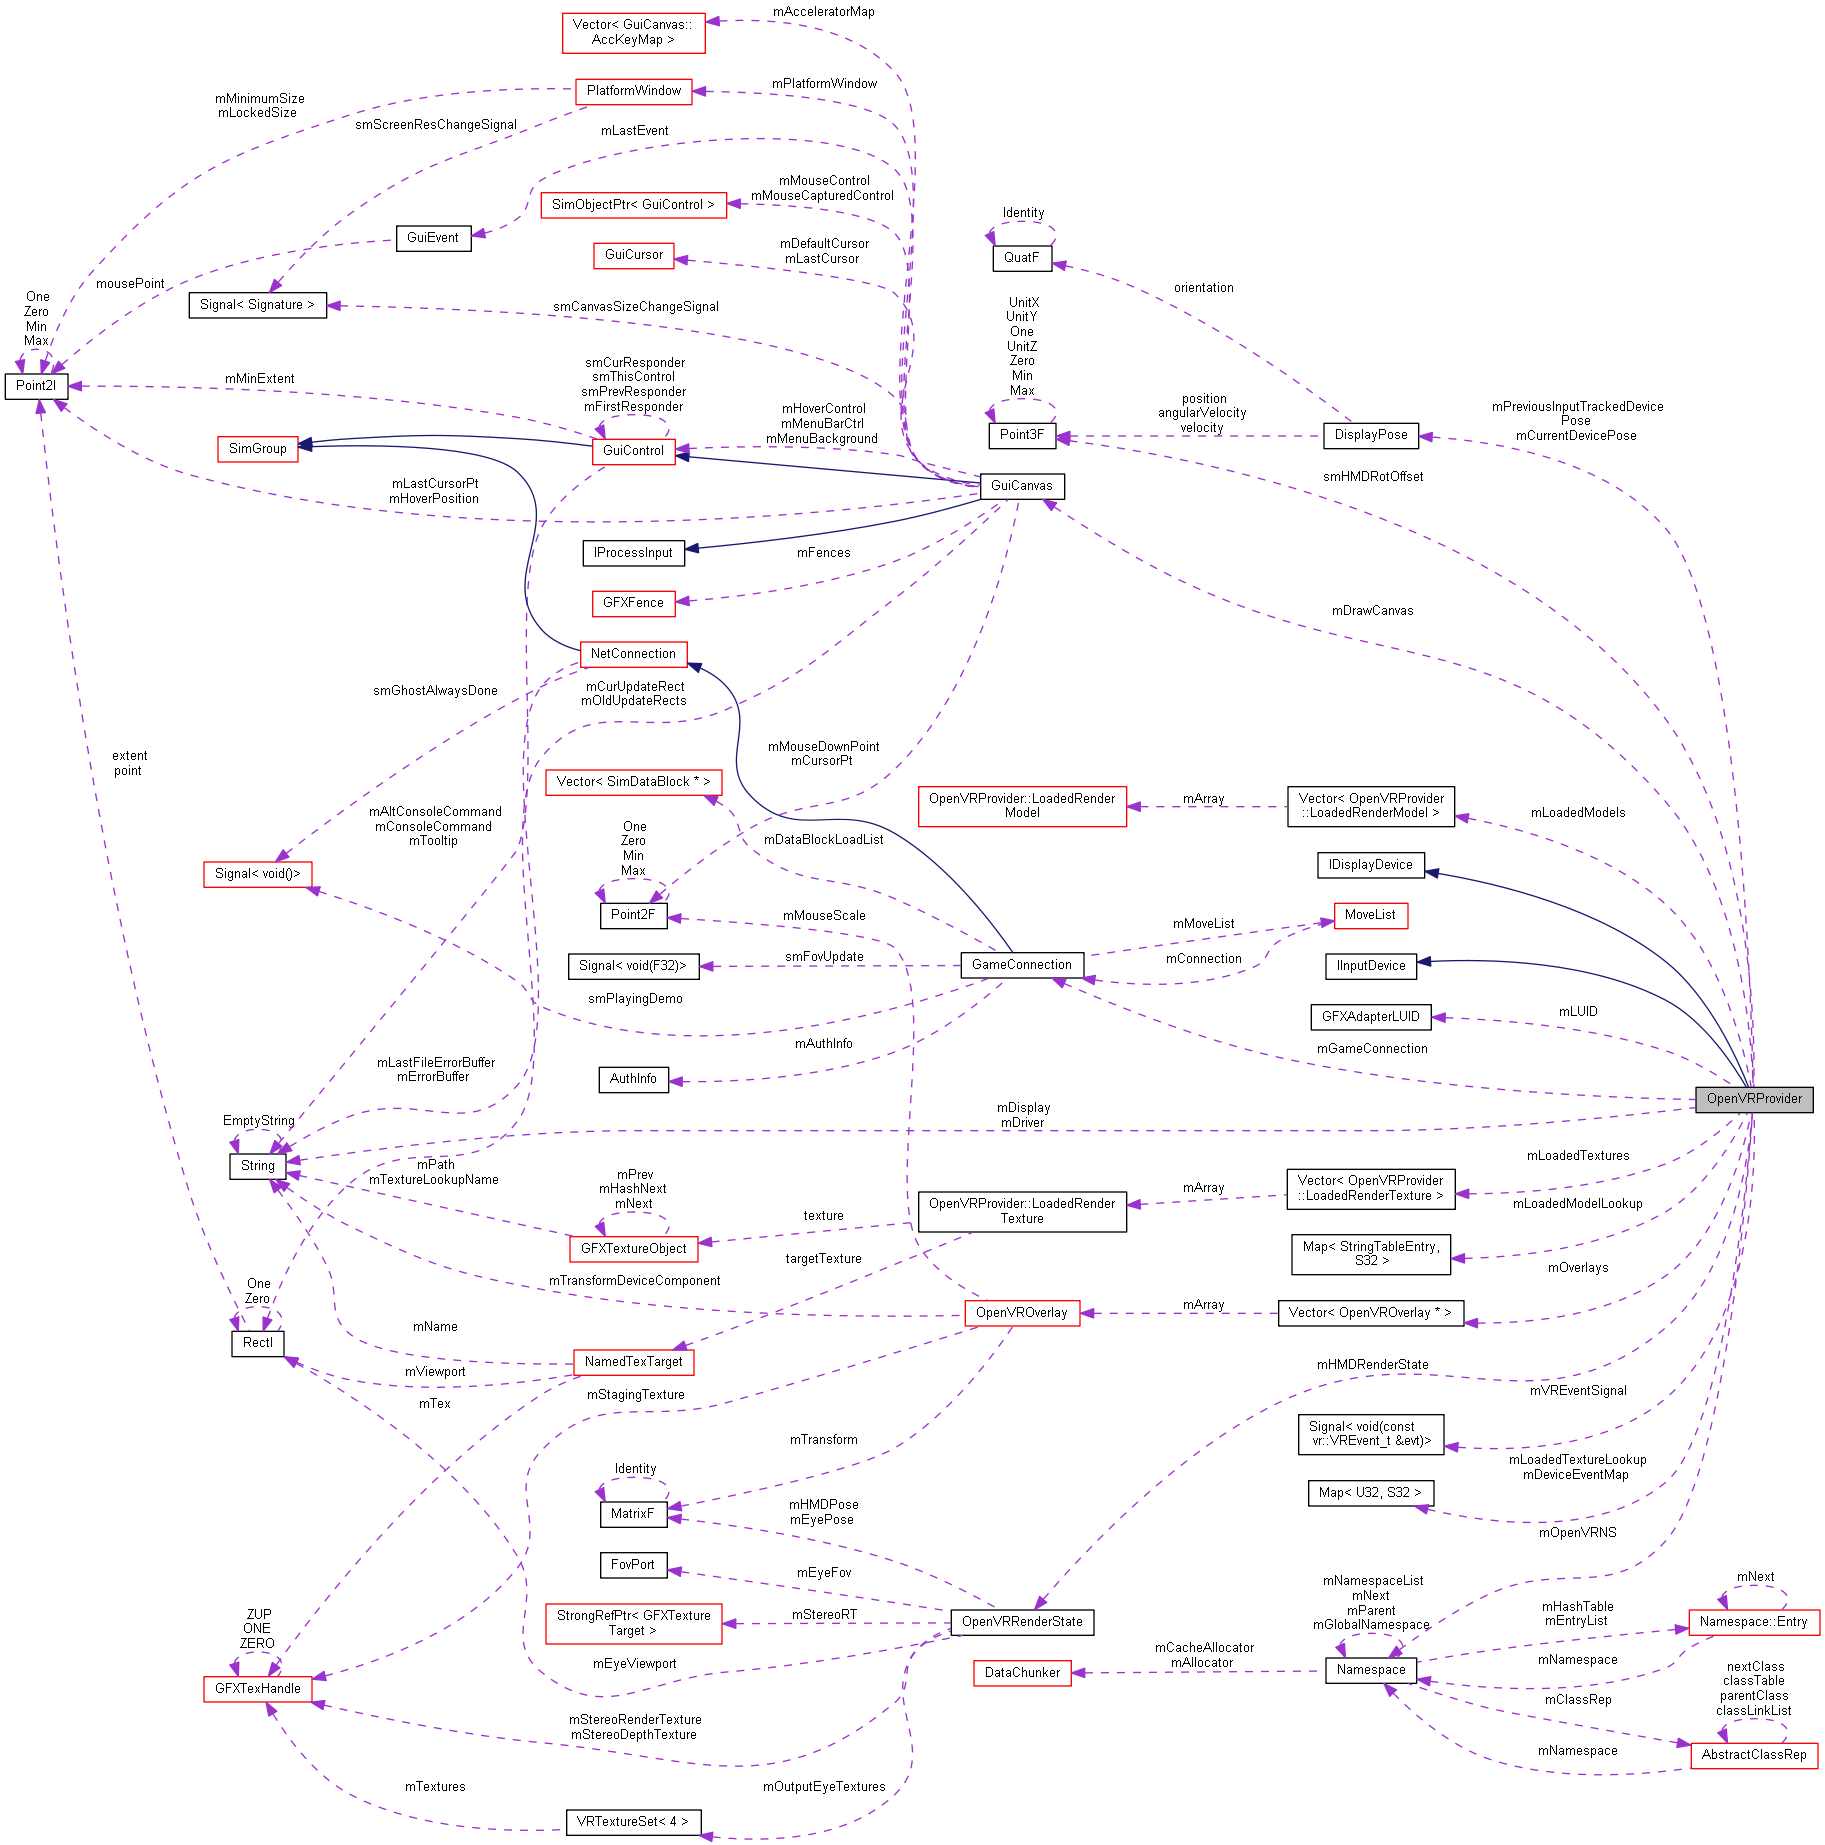 mAcceleratorMap
Vector< GuiCanvas::
AccKeyMap >
mPlatformWindow
PlatformWindow
mMinimumSize
mLockedSize
smScreenResChangeSignal
mLastEvent
mMouseControl
mMouseCapturedControl
SimObjectPtr< GuiControl >
Identity
GuiEvent
mDefaultCursor
mLastCursor
GuiCursor
QuatF
mousePoint
orientation
One
Zero
Min
Max
Signal< Signature >
smCanvasSizeChangeSignal
UnitX
UnitY
One
UnitZ
Zero
Min
Max
smCurResponder
smThisControl
smPrevResponder
mFirstResponder
Point2I
mMinExtent
mHoverControl
mMenuBarCtrl
mMenuBackground
position
angularVelocity
velocity
mPreviousInputTrackedDevice
Pose
mCurrentDevicePose
Point3F
DisplayPose
SimGroup
GuiControl
smHMDRotOffset
mLastCursorPt
mHoverPosition
GuiCanvas
IProcessInput
mFences
GFXFence
mDrawCanvas
NetConnection
smGhostAlwaysDone
mCurUpdateRect
mOldUpdateRects
extent
point
mMouseDownPoint
mCursorPt
Vector< SimDataBlock * >
OpenVRProvider::LoadedRender
Model
mArray
Vector< OpenVRProvider
::LoadedRenderModel >
mLoadedModels
mAltConsoleCommand
mConsoleCommand
mTooltip
One
Zero
Min
Max
mDataBlockLoadList
IDisplayDevice
Signal< void()>
Point2F
mMouseScale
mMoveList
MoveList
Signal< void(F32)>
smFovUpdate
GameConnection
mConnection
IInputDevice
smPlayingDemo
mLUID
GFXAdapterLUID
mAuthInfo
mGameConnection
mLastFileErrorBuffer
mErrorBuffer
AuthInfo
OpenVRProvider
EmptyString
mDisplay
mDriver
String
mPath
mTextureLookupName
mPrev
mHashNext
mNext
mLoadedTextures
OpenVRProvider::LoadedRender
Texture
mArray
Vector< OpenVRProvider
::LoadedRenderTexture >
texture
mLoadedModelLookup
GFXTextureObject
targetTexture
Map< StringTableEntry,
S32 >
mOverlays
One
Zero
mTransformDeviceComponent
RectI
mName
OpenVROverlay
mArray
Vector< OpenVROverlay * >
NamedTexTarget
mViewport
mHMDRenderState
mTex
mStagingTexture
mVREventSignal
Signal< void(const
vr::VREvent_t &evt)>
mTransform
Identity
mLoadedTextureLookup
mDeviceEventMap
MatrixF
mHMDPose
mEyePose
Map< U32, S32 >
mOpenVRNS
FovPort
mEyeFov
mNamespaceList
mNext
mParent
mGlobalNamespace
mNext
ZUP
ONE
ZERO
StrongRefPtr< GFXTexture
Target >
mStereoRT
OpenVRRenderState
mHashTable
mEntryList
Namespace::Entry
mEyeViewport
mCacheAllocator
mAllocator
DataChunker
Namespace
mNamespace
GFXTexHandle
mClassRep
nextClass
classTable
parentClass
classLinkList
mStereoRenderTexture
mStereoDepthTexture
mNamespace
AbstractClassRep
mTextures
mOutputEyeTextures
VRTextureSet< 4 >